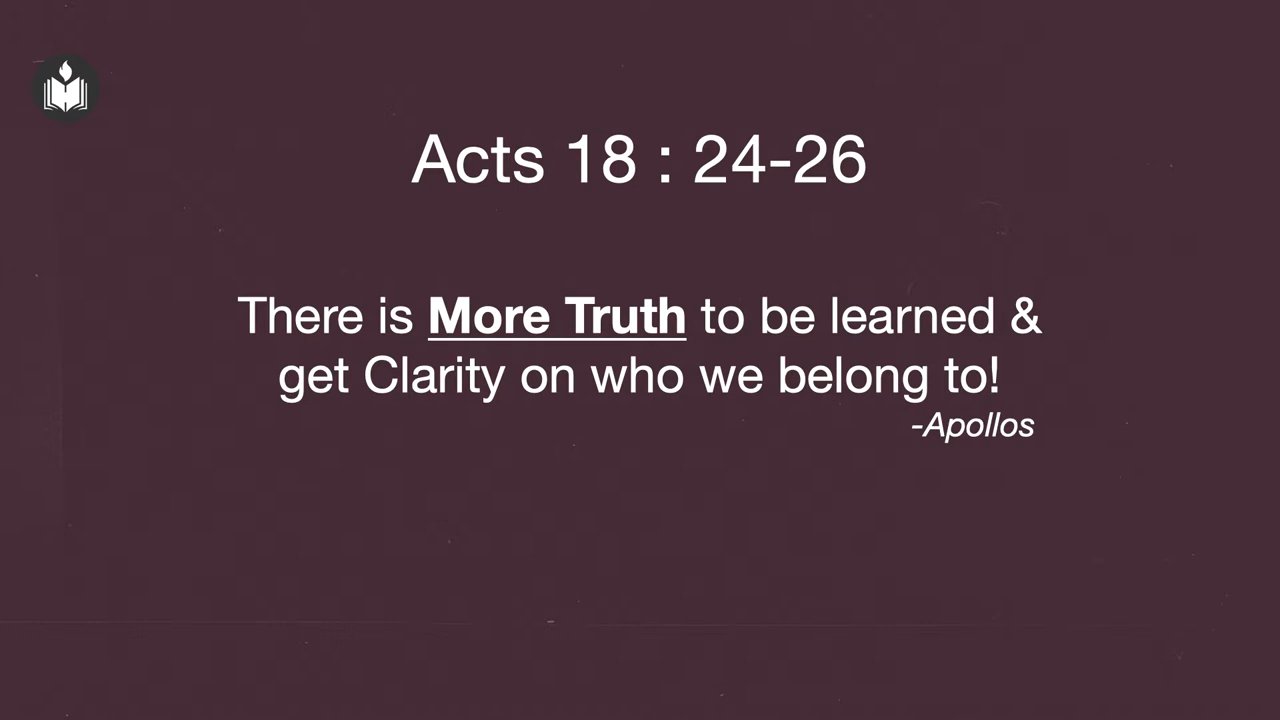 Acts 18 : 24-26
There is More Truth to be learned &
get Clarity on who we belong to!
-Apollos